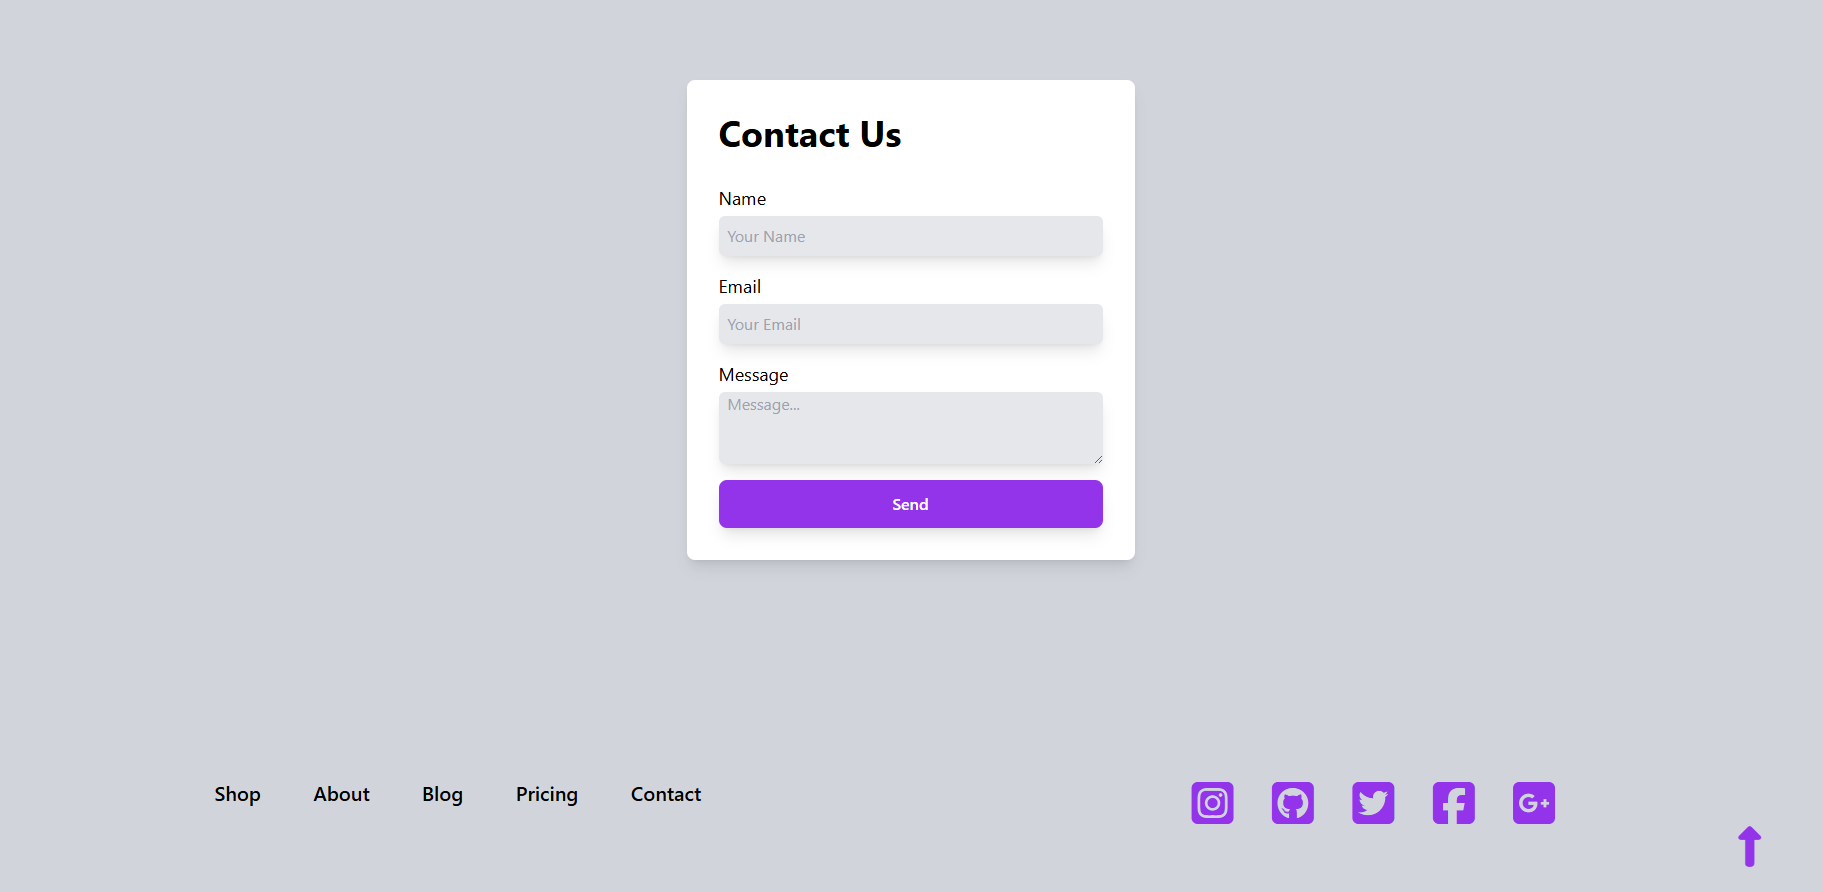 Contact Us
Name
Your Name
Email
Your Email
Message
Message...
Send
Shop About Blog Pricing Contact